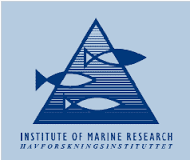 INSTITUTE OF MARINE RESEARCH
HAVFORSKNINGSINSTITUTTET